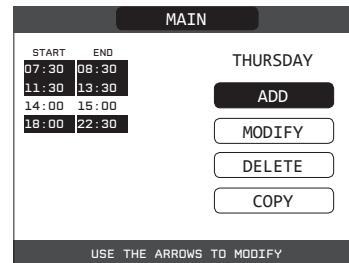 MAIN
START END
07:30 08:30
11:30 13:30
14:00 15:00
18:00 22:30
THURSDAY
ADD
MODIFY
DELETE
COPY
USE THE ARROWS TO MODIFY